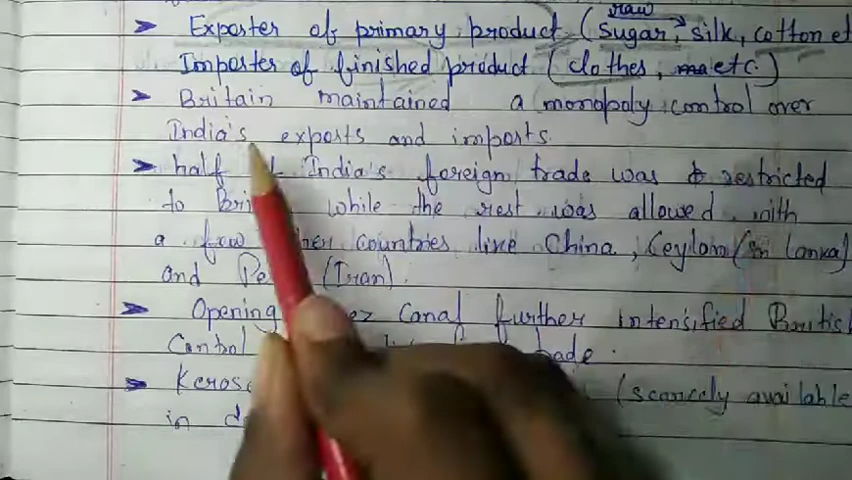 ➤ Exporter of primary product (raw sugar, silk, cotton et
Importer of finished product (clothes, etc.)
➤ Britain maintained a monopoly control over
India's exports and imports.
➤ half India's foreign trade was restricted
to while the rest was allowed with
a few countries like China, Ceylon (Sri lanka)
and (Iran).
➤ Opening Canal further intensified
Control
➤ (scarcely available
in